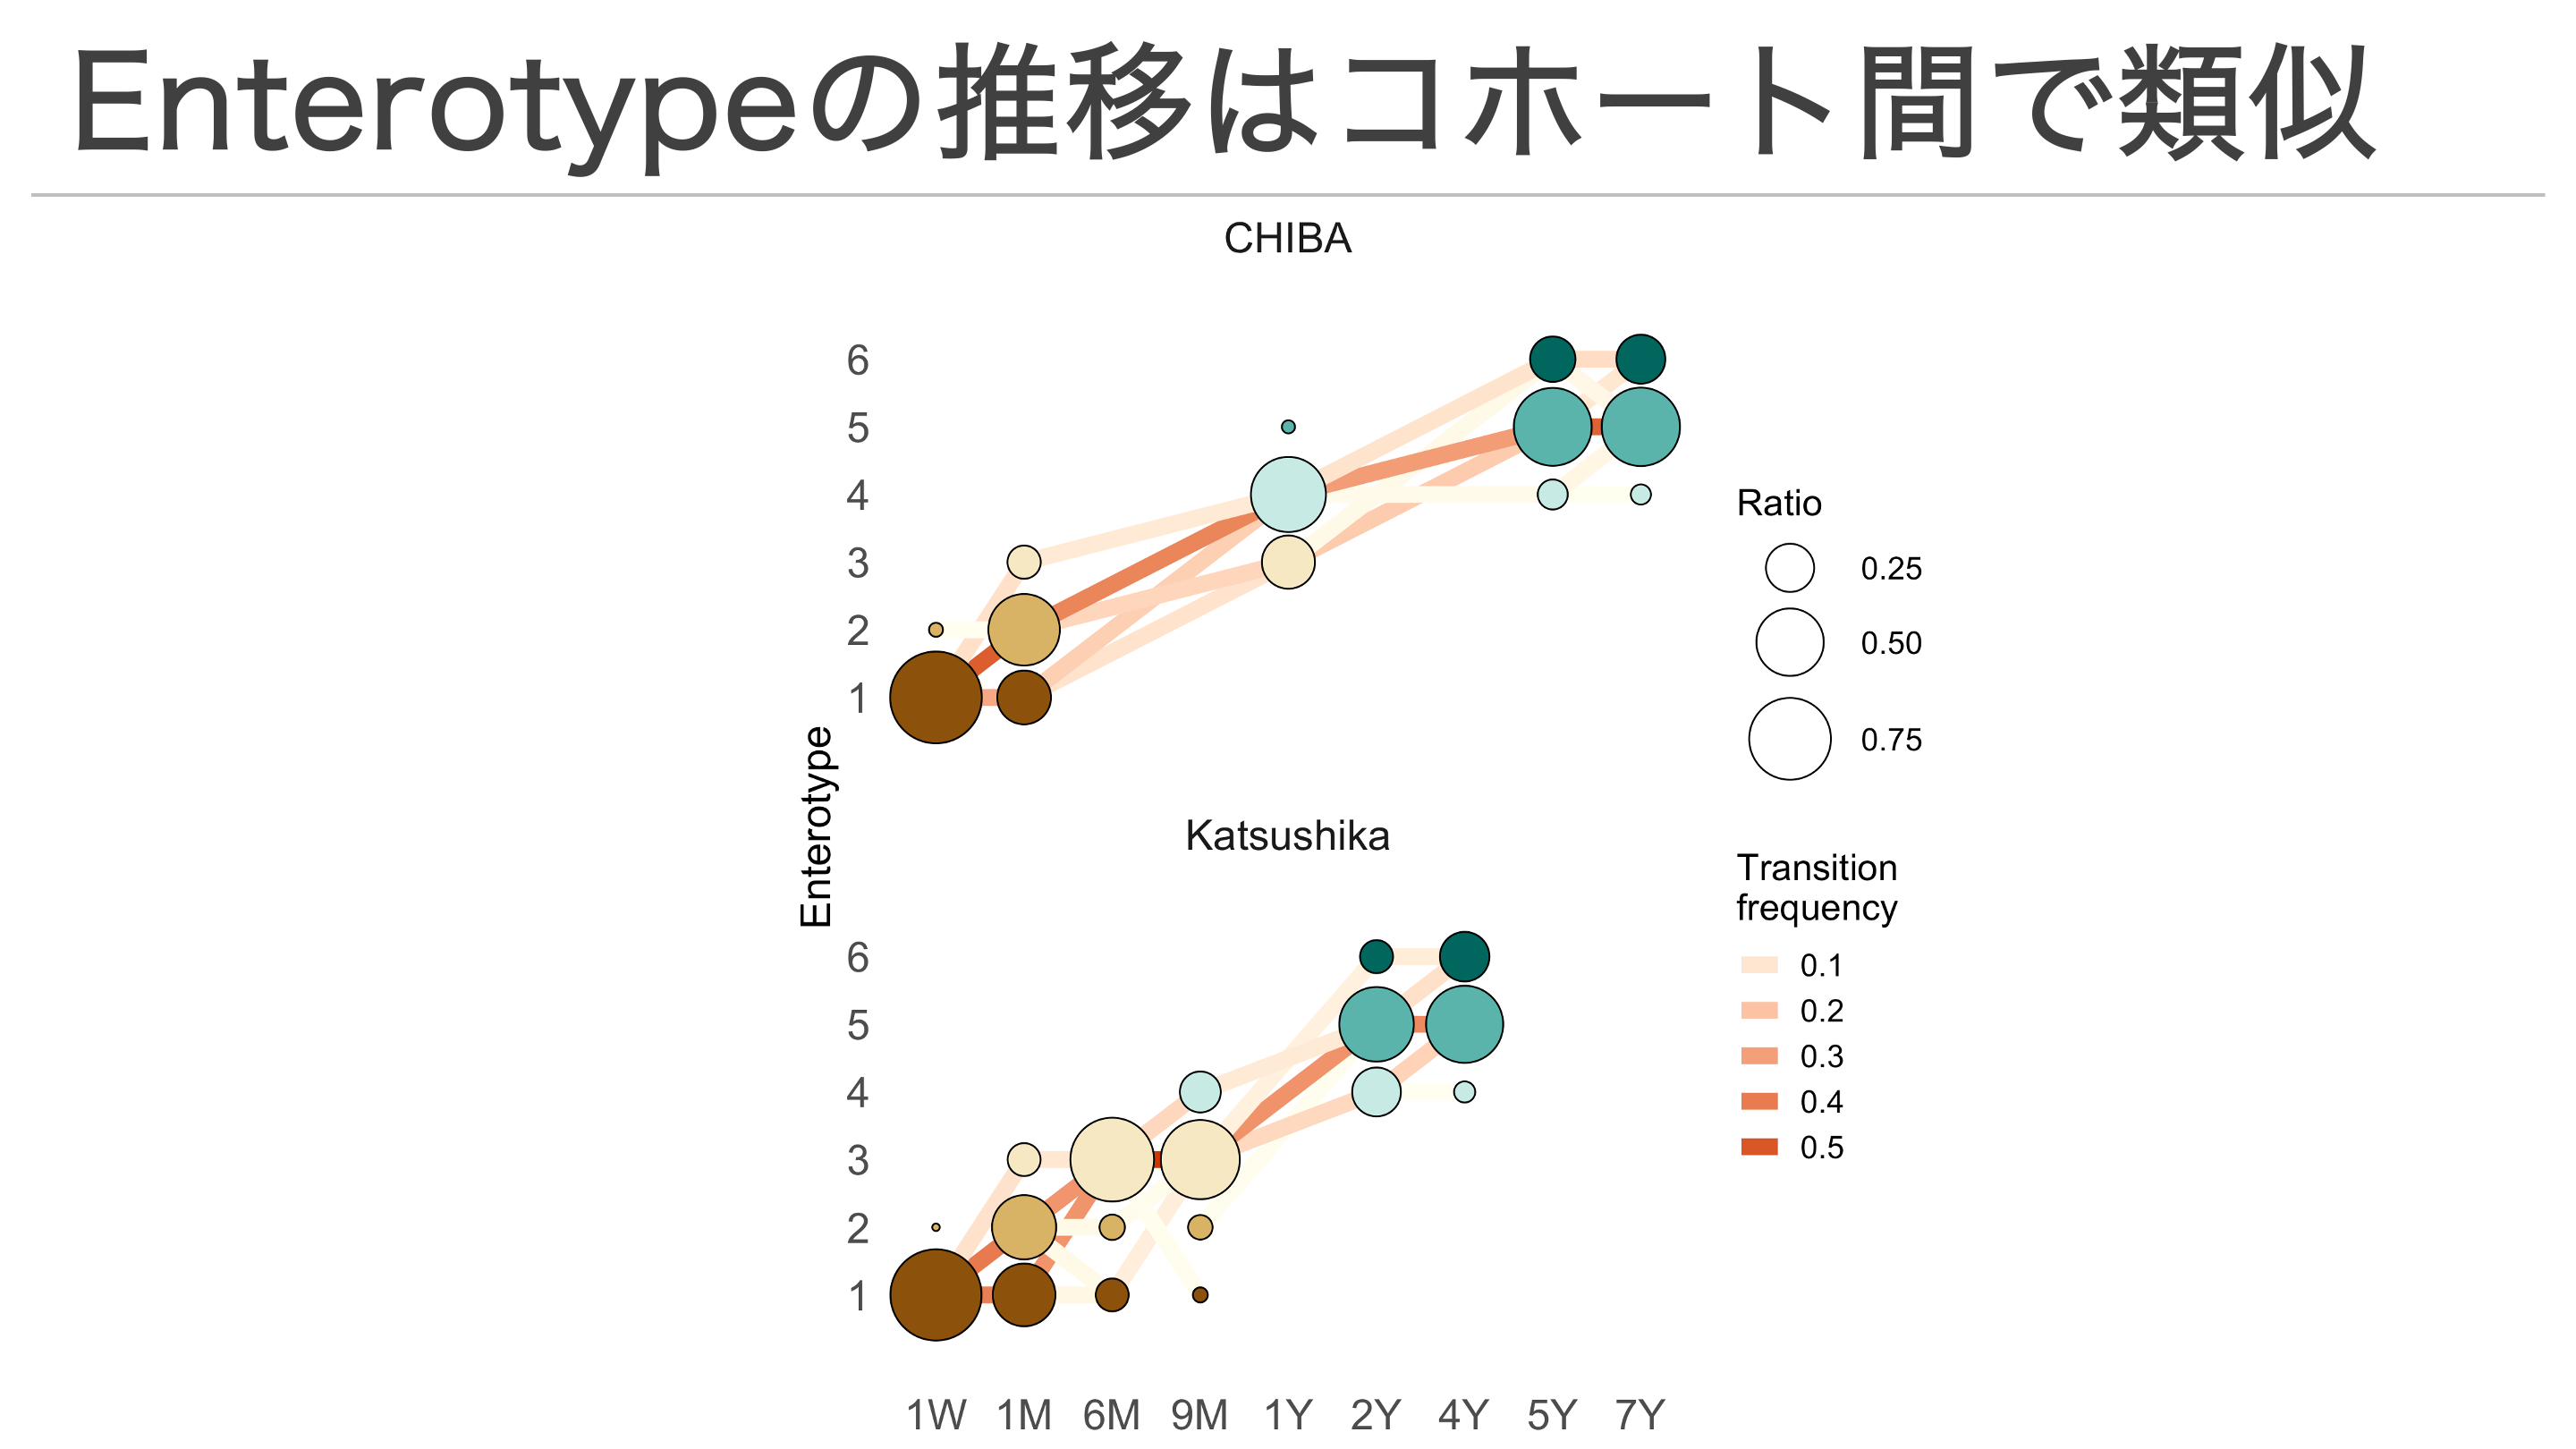 Enterotypeの推移はコホート間で類似
CHIBA
6
5
4
3
2
1
Enterotype
Katsushika
6
5
4
3
2
1
1W 1M 6M 9M 1Y 2Y 4Y 5Y 7Y
Ratio
0.25
0.50
0.75
Transition
frequency
0.1
0.2
0.3
0.4
0.5